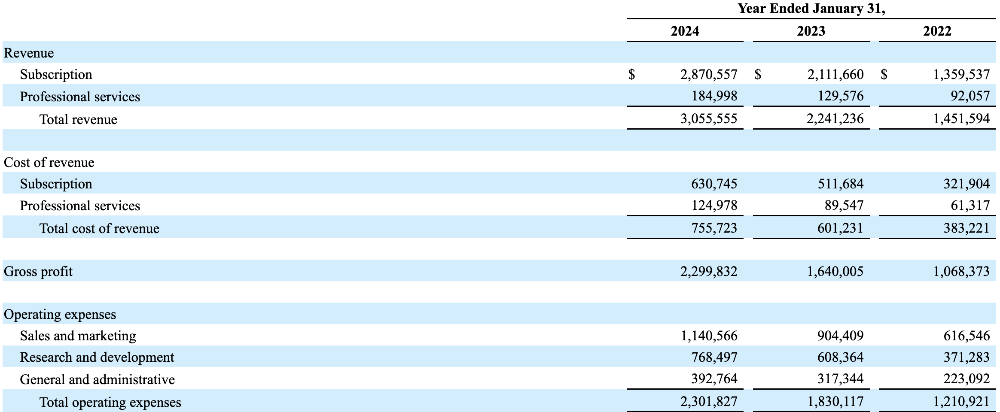 Year Ended January 31,
2024 2023 2022
Revenue
Subscription $ 2,870,557 $ 2,111,660 $ 1,359,537
Professional services 184,998 129,576 92,057
Total revenue 3,055,555 2,241,236 1,451,594
Cost of revenue
Subscription 630,745 511,684 321,904
Professional services 124,978 89,547 61,317
Total cost of revenue 755,723 601,231 383,221
Gross profit 2,299,832 1,640,005 1,068,373
Operating expenses
Sales and marketing 1,140,566 904,409 616,546
Research and development 768,497 608,364 371,283
General and administrative 392,764 317,344 223,092
Total operating expenses 2,301,827 1,830,117 1,210,921